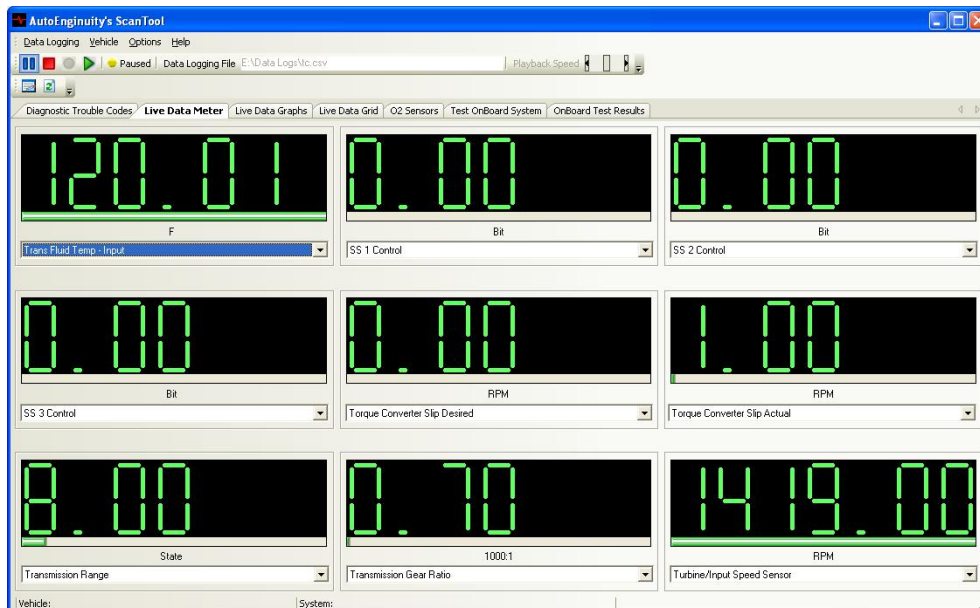 AutoEnginuity's ScanTool
Data Logging Vehicle Options Help
Paused Data Logging File E:\Data Logs\tc.csv Playback Speed
Diagnostic Trouble Codes Live Data Meter Live Data Graphs Live Data Grid O2 Sensors Test OnBoard System OnBoard Test Results
120.01 0.00 0.00
F Bit Bit
Trans Fluid Temp - Input SS 1 Control SS 2 Control
0.00 0.00 1.00
Bit RPM RPM
SS 3 Control Torque Converter Slip Desired Torque Converter Slip Actual
8.00 0.70 1419.00
State 1000:1 RPM
Transmission Range Transmission Gear Ratio Turbine/Input Speed Sensor
Vehicle: System: